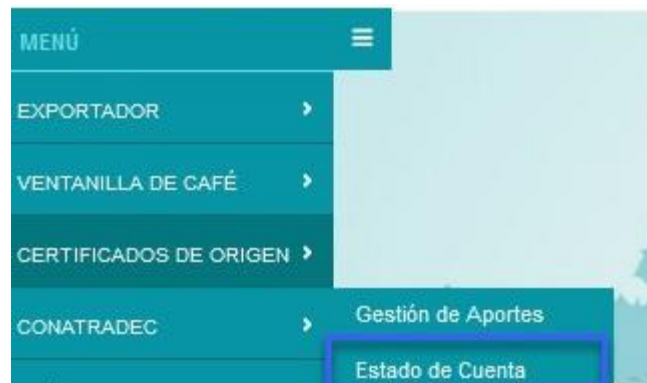 MENÚ
EXPORTADOR
VENTANILLA DE CAFÉ
CERTIFICADOS DE ORIGEN
CONATRADEC
Gestión de Aportes
Estado de Cuenta